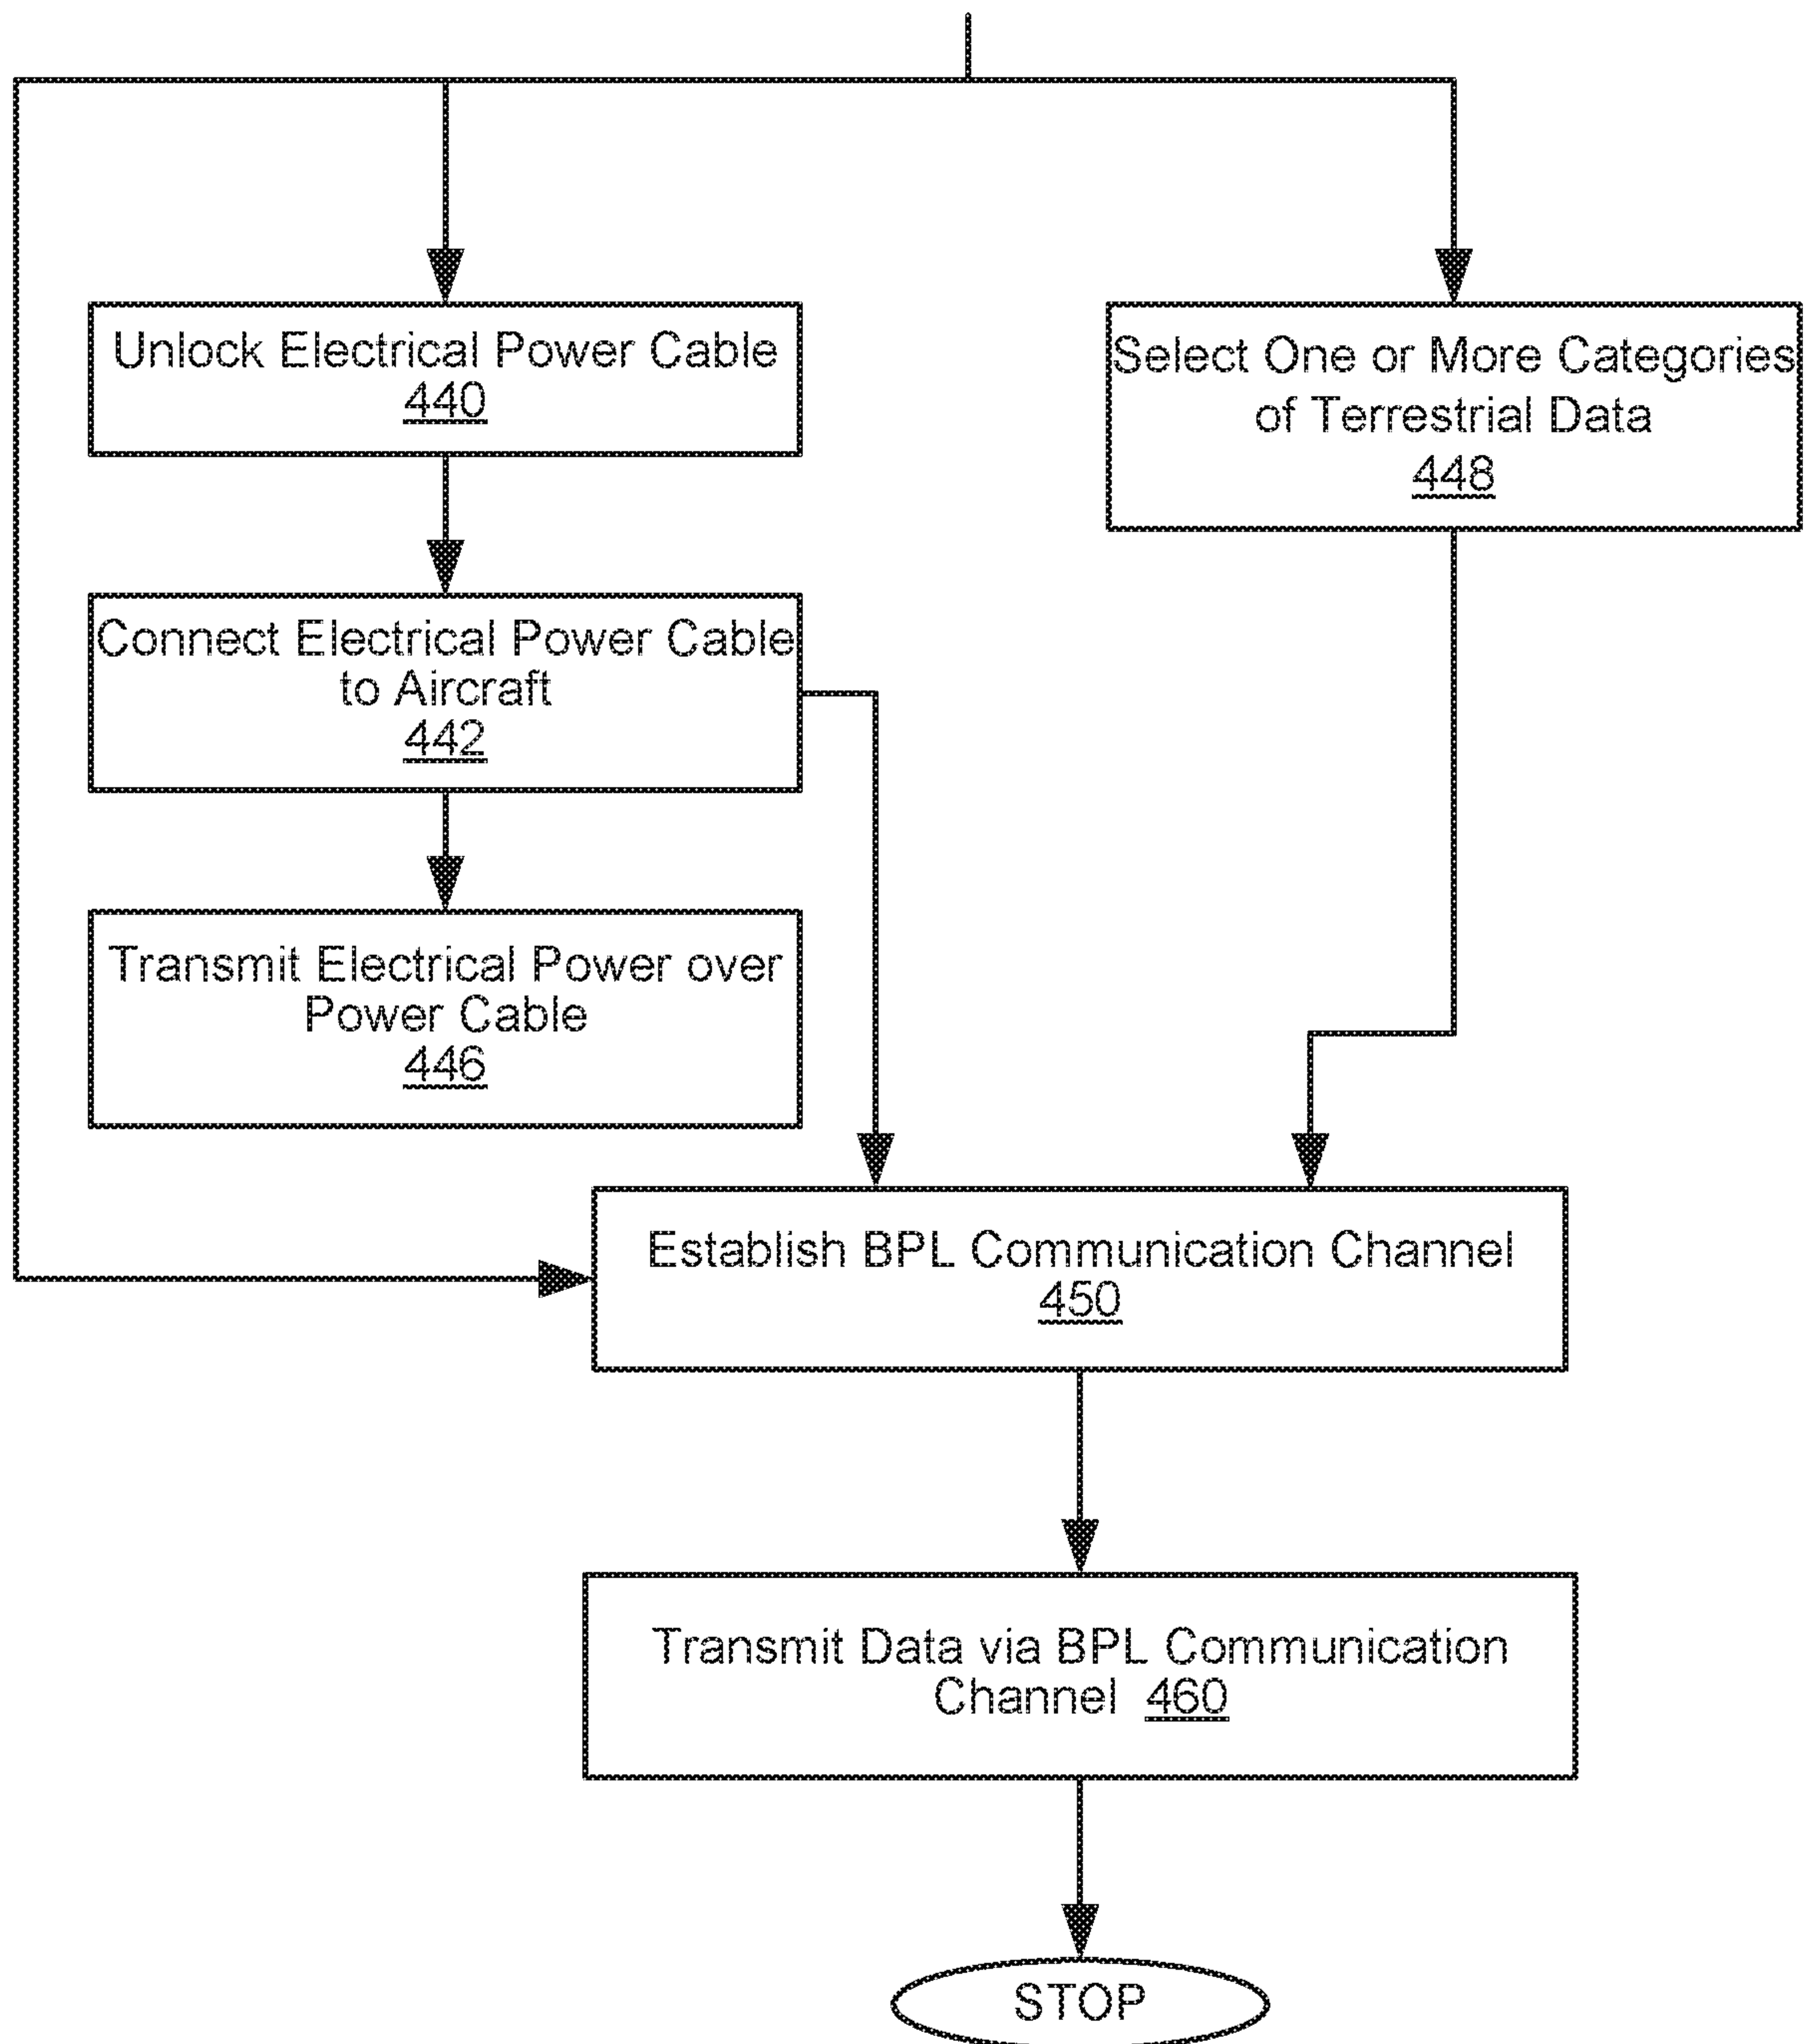 Unlock Electrical Power Cable
440
Select One or More Categories
of Terrestrial Data
448
Connect Electrical Power Cable
to Aircraft
442
Transmit Electrical Power over
Power Cable
446
Establish BPL Communication Channel
450
Transmit Data via BPL Communication
Channel 460
STOP